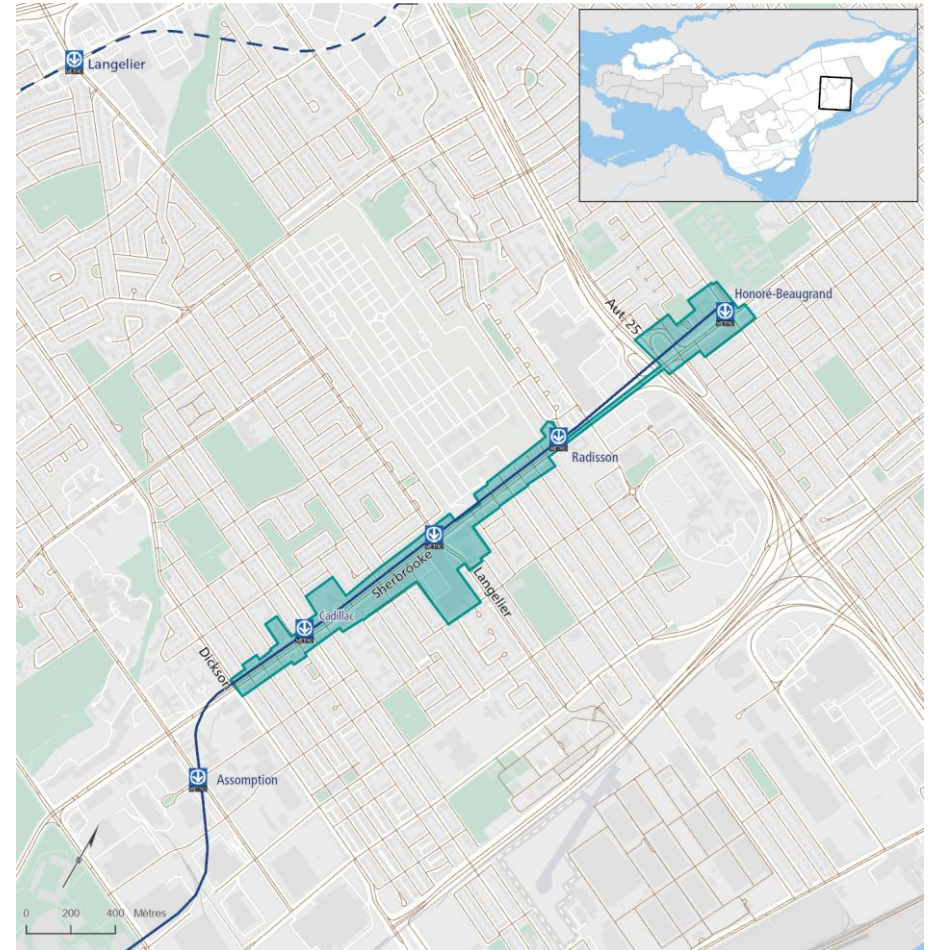 Langelier
Honoré-Beaugrand
Aut. 25
Radisson
Sherbrooke
Langelier
Cadillac
Dickson
Assomption
0 200 400 Mètres